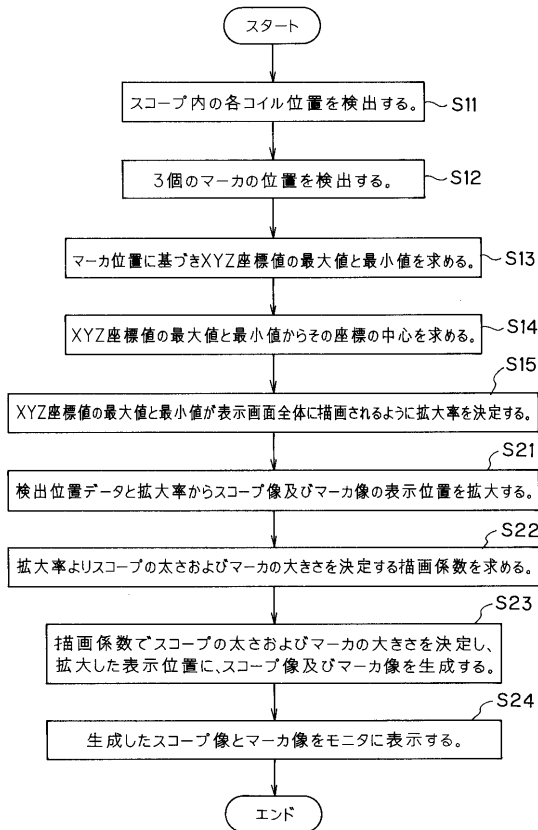 スタート
スコープ内の各コイル位置を検出する。
S11
3個のマーカの位置を検出する。
S12
マーカ位置に基づきXYZ座標値の最大値と最小値を求める。
S13
XYZ座標値の最大値と最小値からその座標の中心を求める。
S14
S15
XYZ座標値の最大値と最小値が表示画面全体に描画されるように拡大率を決定する。
S21
検出位置データと拡大率からスコープ像及びマーカ像の表示位置を拡大する。
S22
拡大率よりスコープの太さおよびマーカの大きさを決定する描画係数を求める。
S23
描画係数でスコープの太さおよびマーカの大きさを決定し、
拡大した表示位置に、スコープ像及びマーカ像を生成する。
S24
生成したスコープ像とマーカ像をモニタに表示する。
エンド